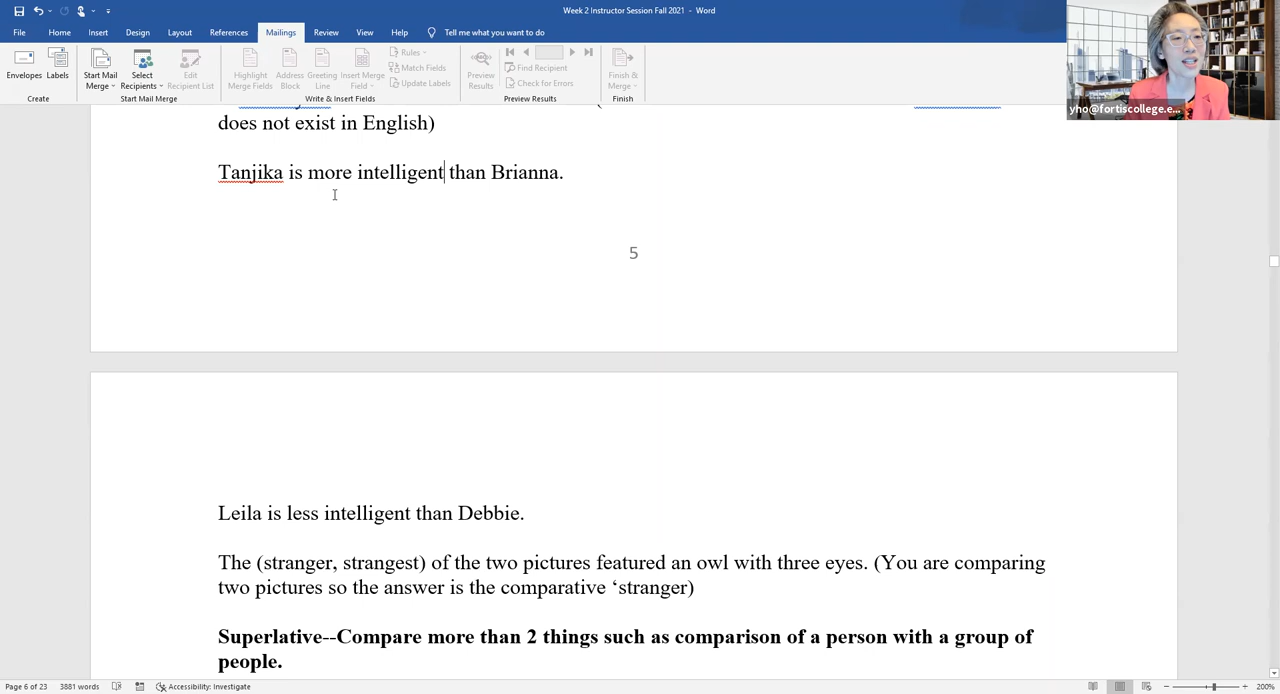 Week 2 Instructor Session Fall 2021 - Word
File Home Insert Design Layout References Mailings Review View Help Tell me what you want to do
Envelopes Labels
Create
Start Mail Merge
Select Recipients
Edit Recipient List
Start Mail Merge
Highlight Merge Fields
Address Block
Greeting Line
Insert Merge Field
Rules
Match Fields
Update Labels
Write & Insert Fields
Preview Results
Find Recipient
Check for Errors
Preview Results
Finish & Merge
Finish
yho@fortiscollege.e...
does not exist in English)
Tanjika is more intelligent than Brianna.
5
Leila is less intelligent than Debbie.
The (stranger, strangest) of the two pictures featured an owl with three eyes. (You are comparing
two pictures so the answer is the comparative ‘stranger)
Superlative--Compare more than 2 things such as comparison of a person with a group of
people.
Page 6 of 23 3881 words Accessibility: Investigate 200%